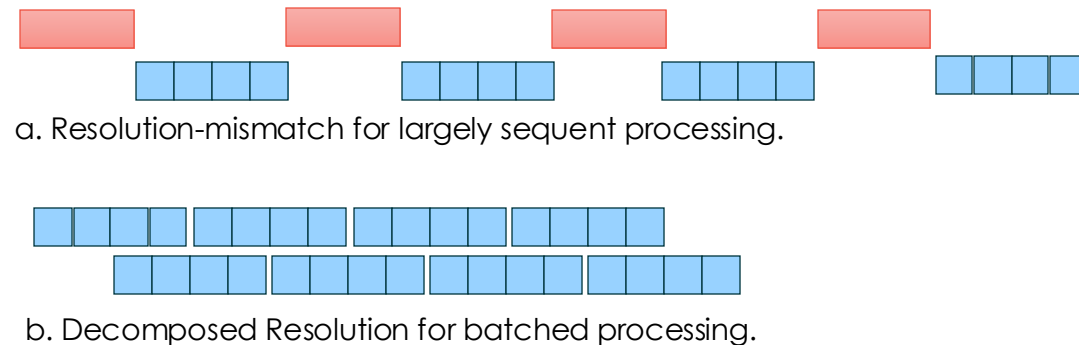 a. Resolution-mismatch for largely sequent processing.
b. Decomposed Resolution for batched processing.